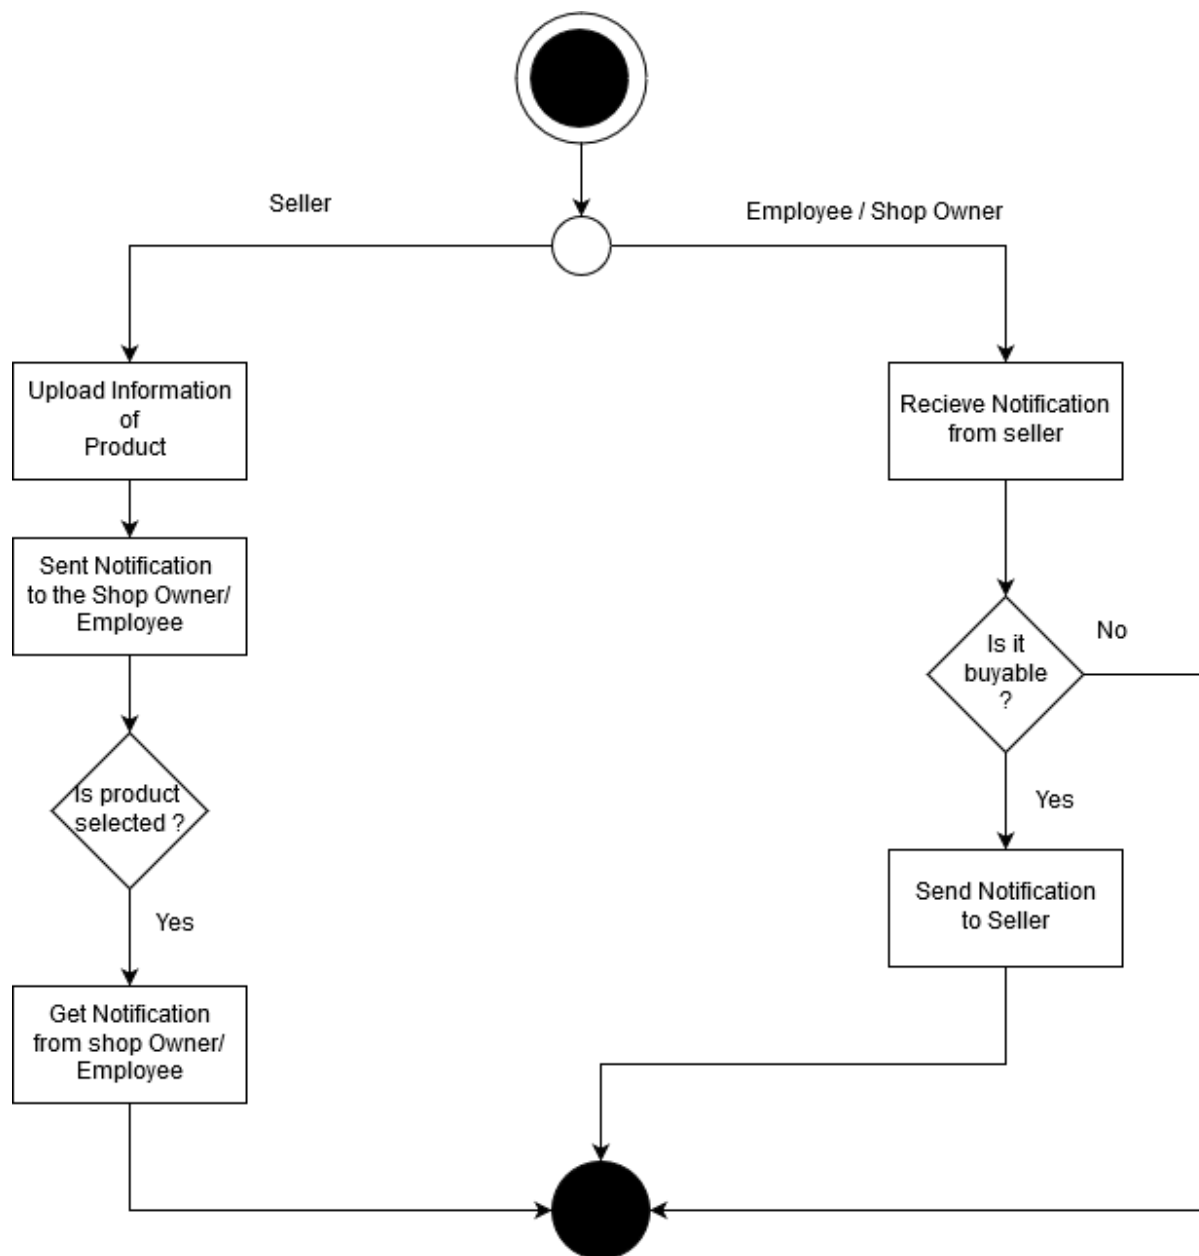 Seller
Employee / Shop Owner
Upload Information
of
Product
Recieve Notification
from seller
Sent Notification
to the Shop Owner/
Employee
Is it
buyable
?
No
Is product
selected ?
Yes
Yes
Send Notification
to Seller
Get Notification
from shop Owner/
Employee